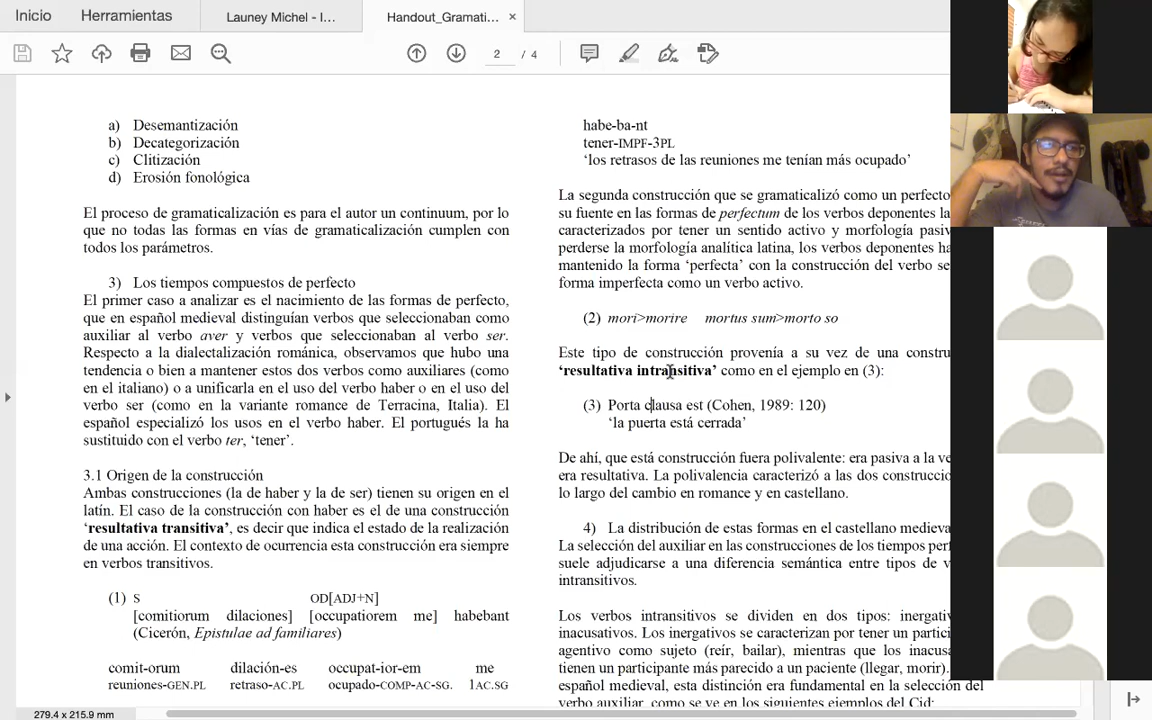 Inicio
Herramientas
Launey Michel - I...
Handout_Gramati...
2 / 4
a) Desemantización
b) Decategorización
c) Clitización
d) Erosión fonológica
El proceso de gramaticalización es para el autor un continuum, por lo
que no todas las formas en vías de gramaticalización cumplen con
todos los parámetros.
3) Los tiempos compuestos de perfecto
El primer caso a analizar es el nacimiento de las formas de perfecto,
que en español medieval distinguían verbos que seleccionaban como
auxiliar al verbo aver y verbos que seleccionaban al verbo ser.
Respecto a la dialectalización románica, observamos que hubo una
tendencia o bien a mantener estos dos verbos como auxiliares (como
en el italiano) o a unificarla en el uso del verbo haber o en el uso del
verbo ser (como en la variante romance de Terracina, Italia). El
español especializó los usos en el verbo haber. El portugués la ha
sustituido con el verbo ter, ‘tener’.
3.1 Origen de la construcción
Ambas construcciones (la de haber y la de ser) tienen su origen en el
latín. El caso de la construcción con haber es el de una construcción
‘resultativa transitiva’, es decir que indica el estado de la realización
de una acción. El contexto de ocurrencia esta construcción era siempre
en verbos transitivos.
(1) S OD[ADJ+N]
[comitiorum dilaciones] [occupatiorem me] habebant
(Cicerón, Epistulae ad familiares)
comit-orum dilación-es occupat-ior-em me
reuniones-GEN.PL retraso-AC.PL ocupado-COMP-AC-SG. 1AC.SG
habe-ba-nt
tener-IMPF-3PL
‘los retrasos de las reuniones me tenían más ocupado’
La segunda construcción que se gramaticalizó como un perfecto
su fuente en las formas de perfectum de los verbos deponentes la
caracterizados por tener un sentido activo y morfología pasiv
perderse la morfología analítica latina, los verbos deponentes ha
mantenido la forma ‘perfecta’ con la construcción del verbo se
forma imperfecta como un verbo activo.
(2) mori>morire mortus sum>morto so
Este tipo de construcción provenía a su vez de una constru
‘resultativa intransitiva’ como en el ejemplo en (3):
(3) Porta clausa est (Cohen, 1989: 120)
‘la puerta está cerrada’
De ahí, que está construcción fuera polivalente: era pasiva a la ve
era resultativa. La polivalencia caracterizó a las dos construccio
lo largo del cambio en romance y en castellano.
4) La distribución de estas formas en el castellano medieva
La selección del auxiliar en las construcciones de los tiempos per
suele adjudicarse a una diferencia semántica entre tipos de v
intransitivos.
Los verbos intransitivos se dividen en dos tipos: inergativ
inacusativos. Los inergativos se caracterizan por tener un partici
agentivo como sujeto (reír, bailar), mientras que los inacusa
tienen un participante más parecido a un paciente (llegar, morir).
español medieval, esta distinción era fundamental en la selección del
verbo auxiliar, como se ve en los siguientes ejemplos del Cid:
279.4 x 215.9 mm